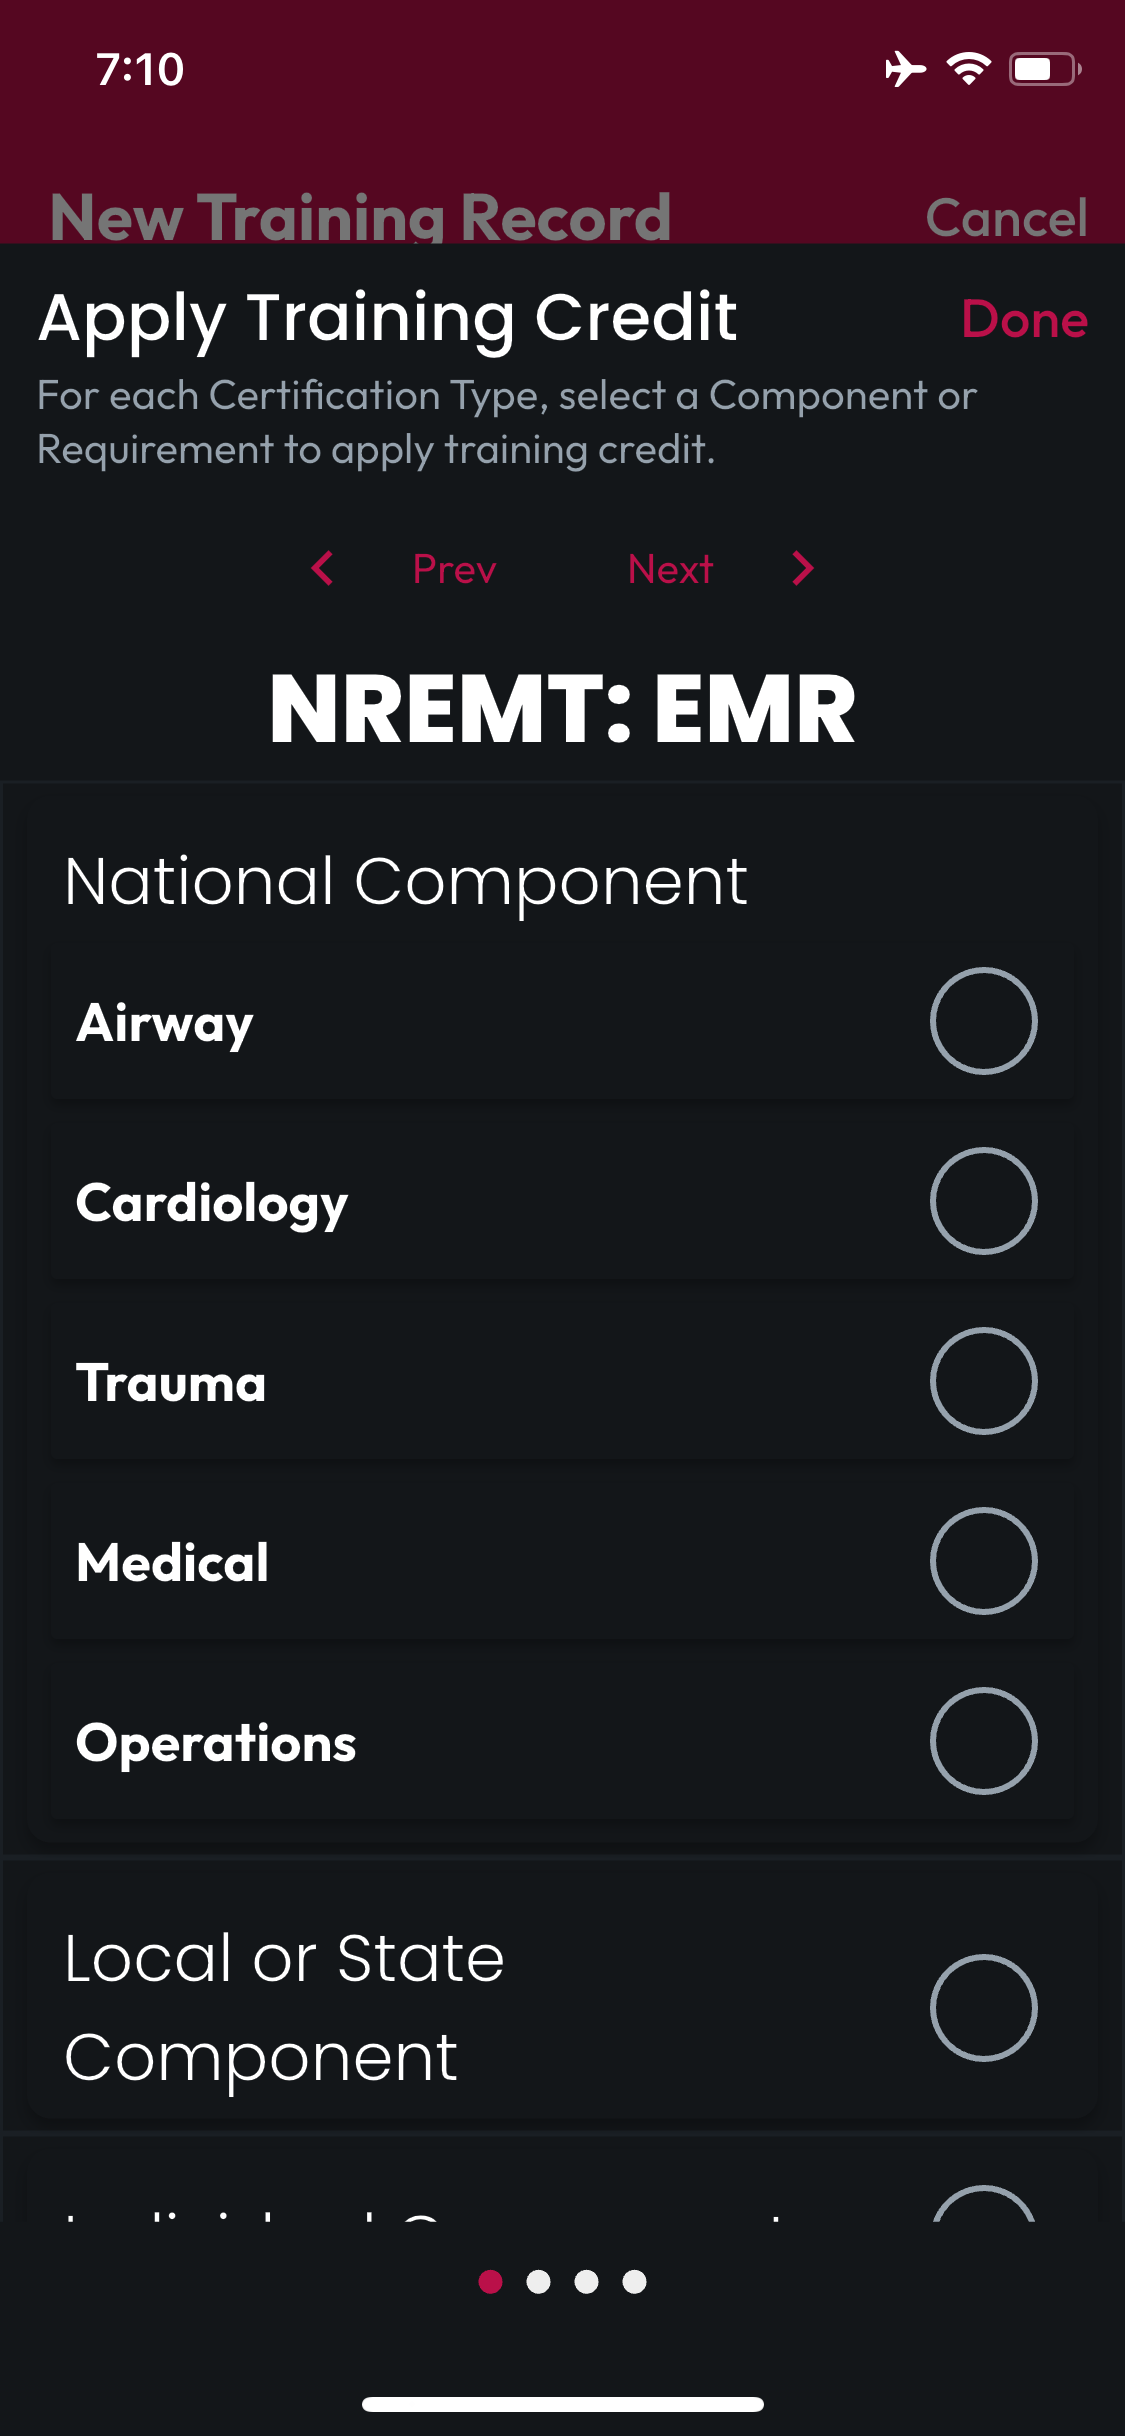 7:10
New Training Record
Cancel
Apply Training Credit
Done
For each Certification Type, select a Component or
Requirement to apply training credit.
Prev
Next
NREMT: EMR
National Component
Airway
Cardiology
Trauma
Medical
Operations
Local or State
Component